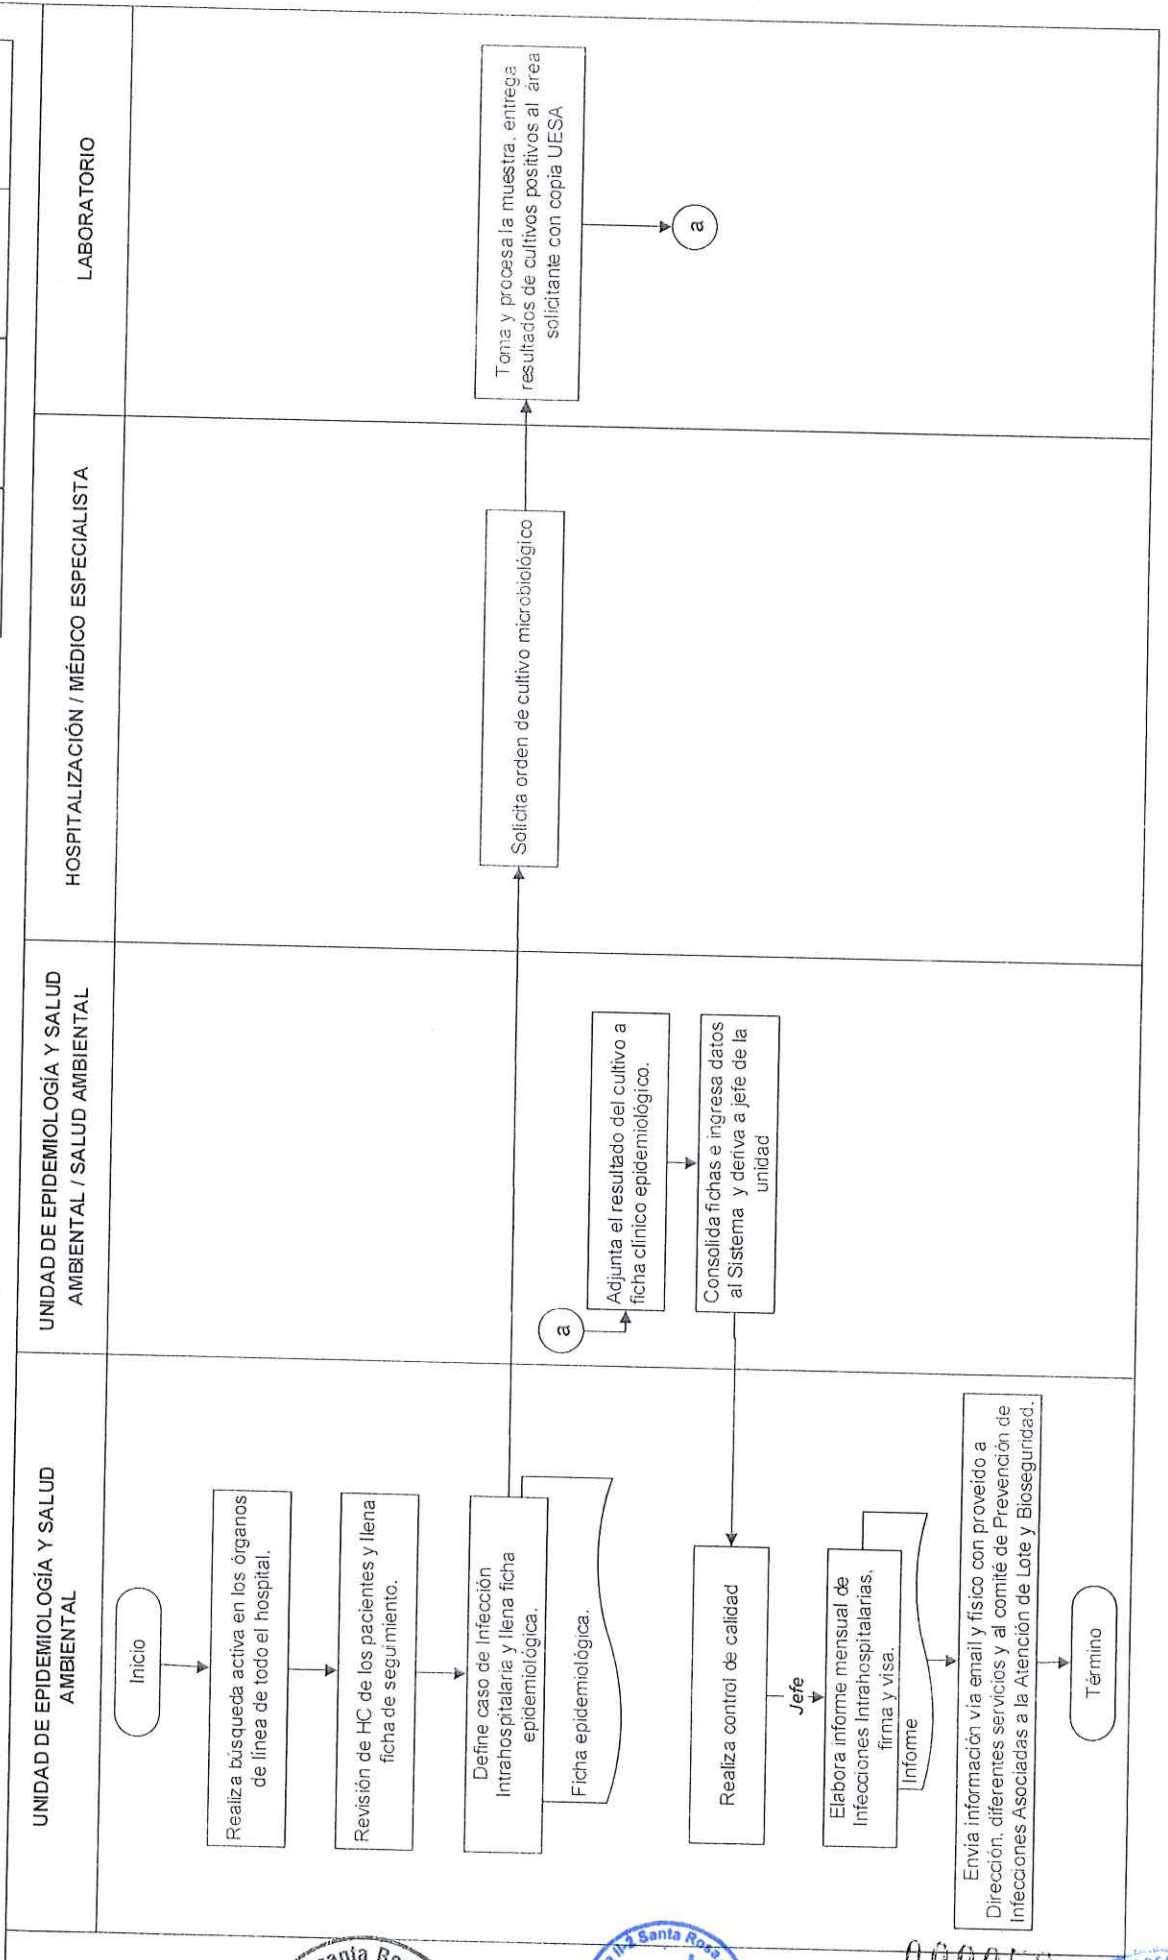 UNIDAD DE EPIDEMIOLOGÍA Y SALUD
AMBIENTAL
UNIDAD DE EPIDEMIOLOGÍA Y SALUD
AMBIENTAL / SALUD AMBIENTAL
HOSPITALIZACIÓN / MÉDICO ESPECIALISTA
LABORATORIO
Inicio
Realiza búsqueda activa en los órganos
de línea de todo el hospital.
Revisión de HC de los pacientes y llena
ficha de seguimiento.
Define caso de Infección
Intrahospitalaria y llena ficha
epidemiológica.
Ficha epidemiológica.
Solicita orden de cultivo microbiológico
Toma y procesa la muestra, entrega
resultados de cultivos positivos al área
solicitante con copia UESA
a
a
Adjunta el resultado del cultivo a
ficha clínico epidemiológico.
Consolida fichas e ingresa datos
al Sistema y deriva a jefe de la
unidad
Realiza control de calidad
Jefe
Elabora informe mensual de
Infecciones Intrahospitalarias,
firma y visa.
Informe
Envía información vía email y físico con proveido a
Dirección, diferentes servicios y al comité de Prevención de
Infecciones Asociadas a la Atención de Lote y Bioseguridad.
Término
II-2 Santa Rosa